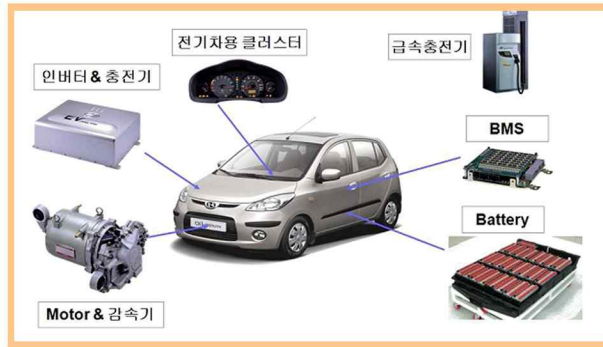 전기차용 클러스터
급속충전기
인버터 & 충전기
EV
BMS
Battery
Motor & 감속기